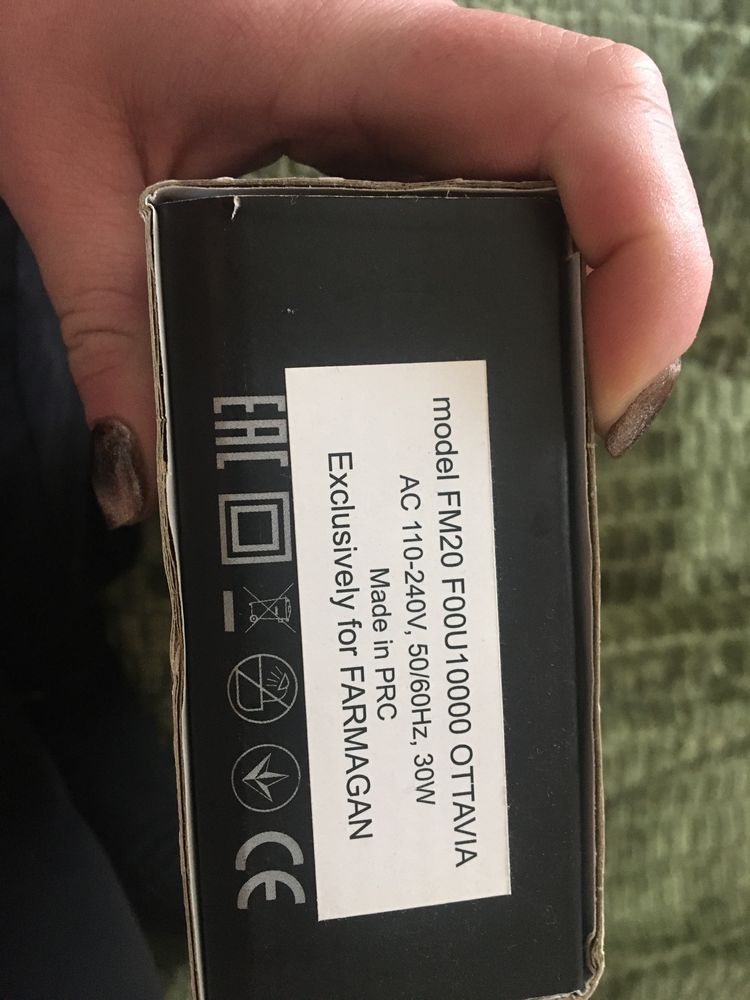 model FM20 F00U10000 OTTAVIA
AC 110-240V, 50/60Hz, 30W
Made in PRC
Exclusively for FARMAGAN
EAC
CE